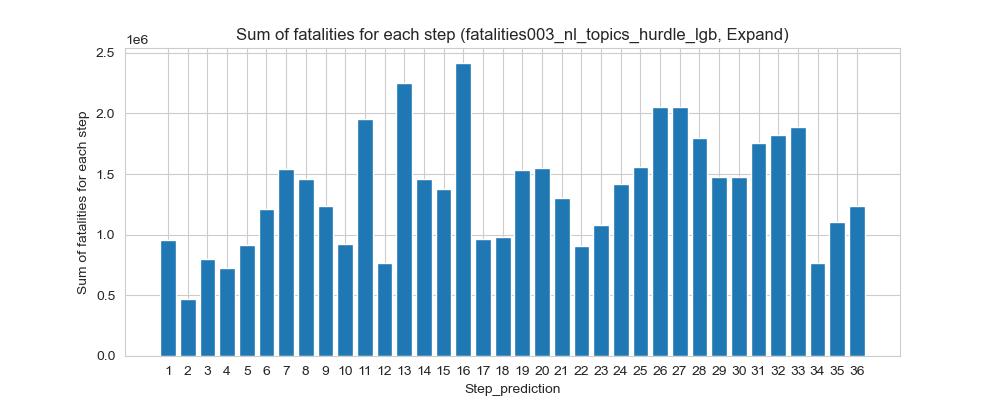 Sum of fatalities for each step (fatalities003_nl_topics_hurdle_lgb, Expand)
1e6
2.5
2.0
1.5
1.0
0.5
0.0
Sum of fatalities for each step
1 2 3 4 5 6 7 8 9 10 11 12 13 14 15 16 17 18 19 20 21 22 23 24 25 26 27 28 29 30 31 32 33 34 35 36
Step_prediction